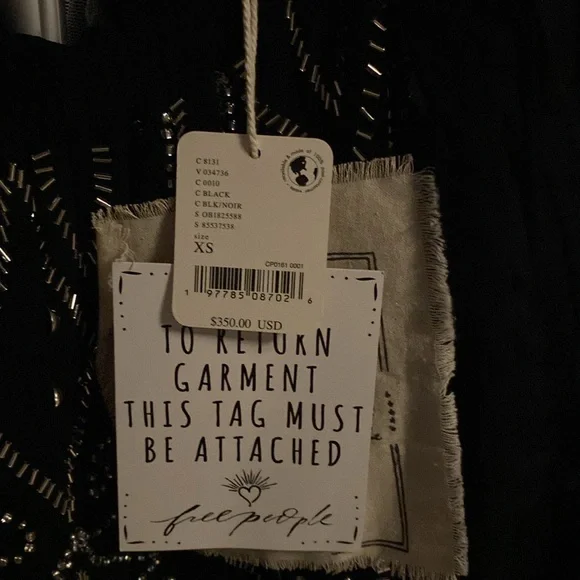 C 8131
V 034736
C 0010
C BLACK
C BLK/NOIR
S OB1825588
S 85537538
size
XS
CP0161 0001
1 97785 08702 6
$350.00 USD
TO RETURN
GARMENT
THIS TAG MUST
BE ATTACHED
free people